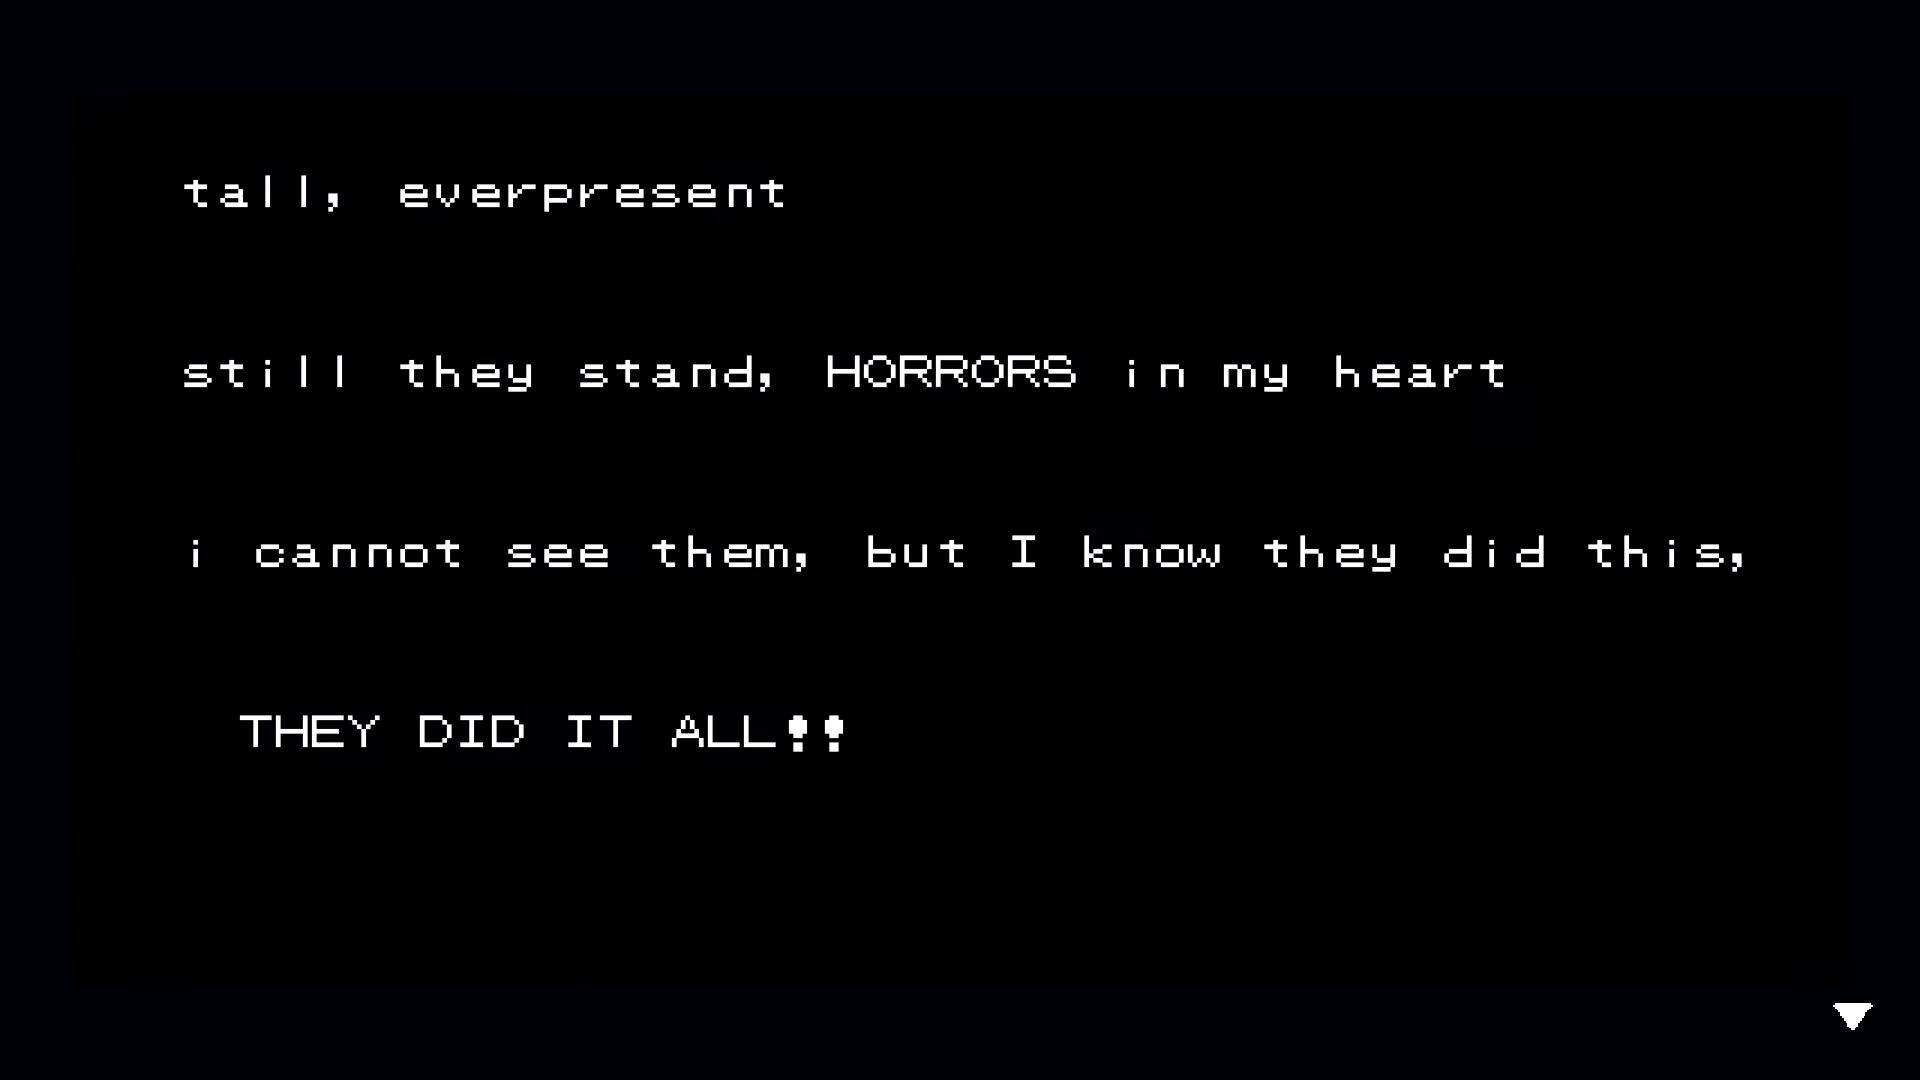 tall, everpresent
still they stand, HORRORS in my heart
i cannot see them, but I know they did this,
THEY DID IT ALL!!